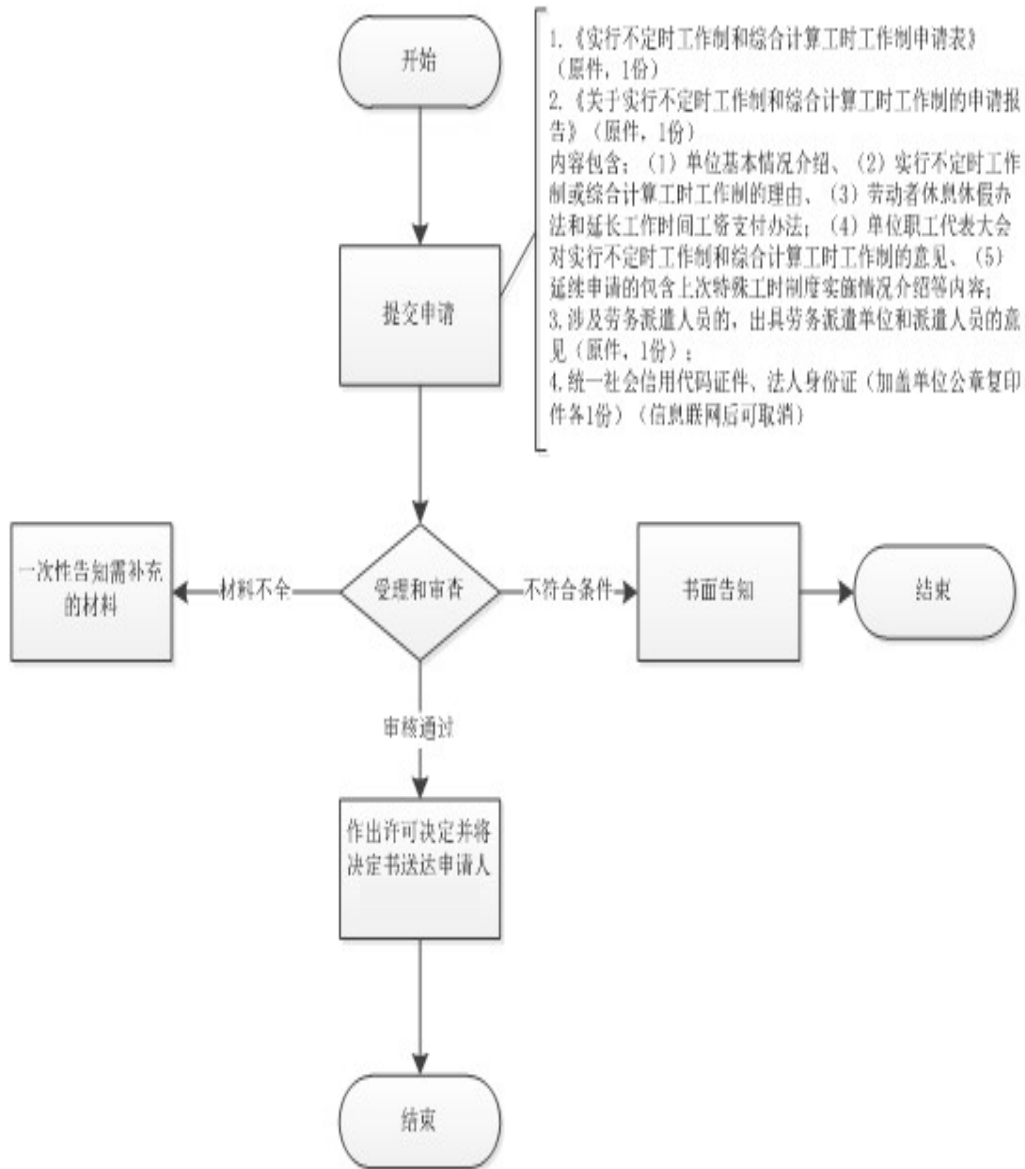 开始
1.《实行不定时工作制和综合计算工时工作制申请表》
（原件，1份）
2.《关于实行不定时工作制和综合计算工时工作制的申请报
告》（原件，1份）
内容包含：（1）单位基本情况介绍、（2）实行不定时工作
制或综合计算工时工作制的理由、（3）劳动者休息休假办
法和延长工作时间工资支付办法；（4）单位职工代表大会
对实行不定时工作制和综合计算工时工作制的意见、（5）
延续申请的包含上次特殊工时制度实施情况介绍等内容；
3.涉及劳务派遣人员的，出具劳务派遣单位和派遣人员的意
见（原件，1份）；
4.统一社会信用代码证件、法人身份证（加盖单位公章复印
件各1份）（信息联网后可取消）
提交申请
一次性告知需补充
的材料
材料不全
受理和审查
不符合条件
书面告知
结束
审核通过
作出许可决定并将
决定书送达申请人
结束